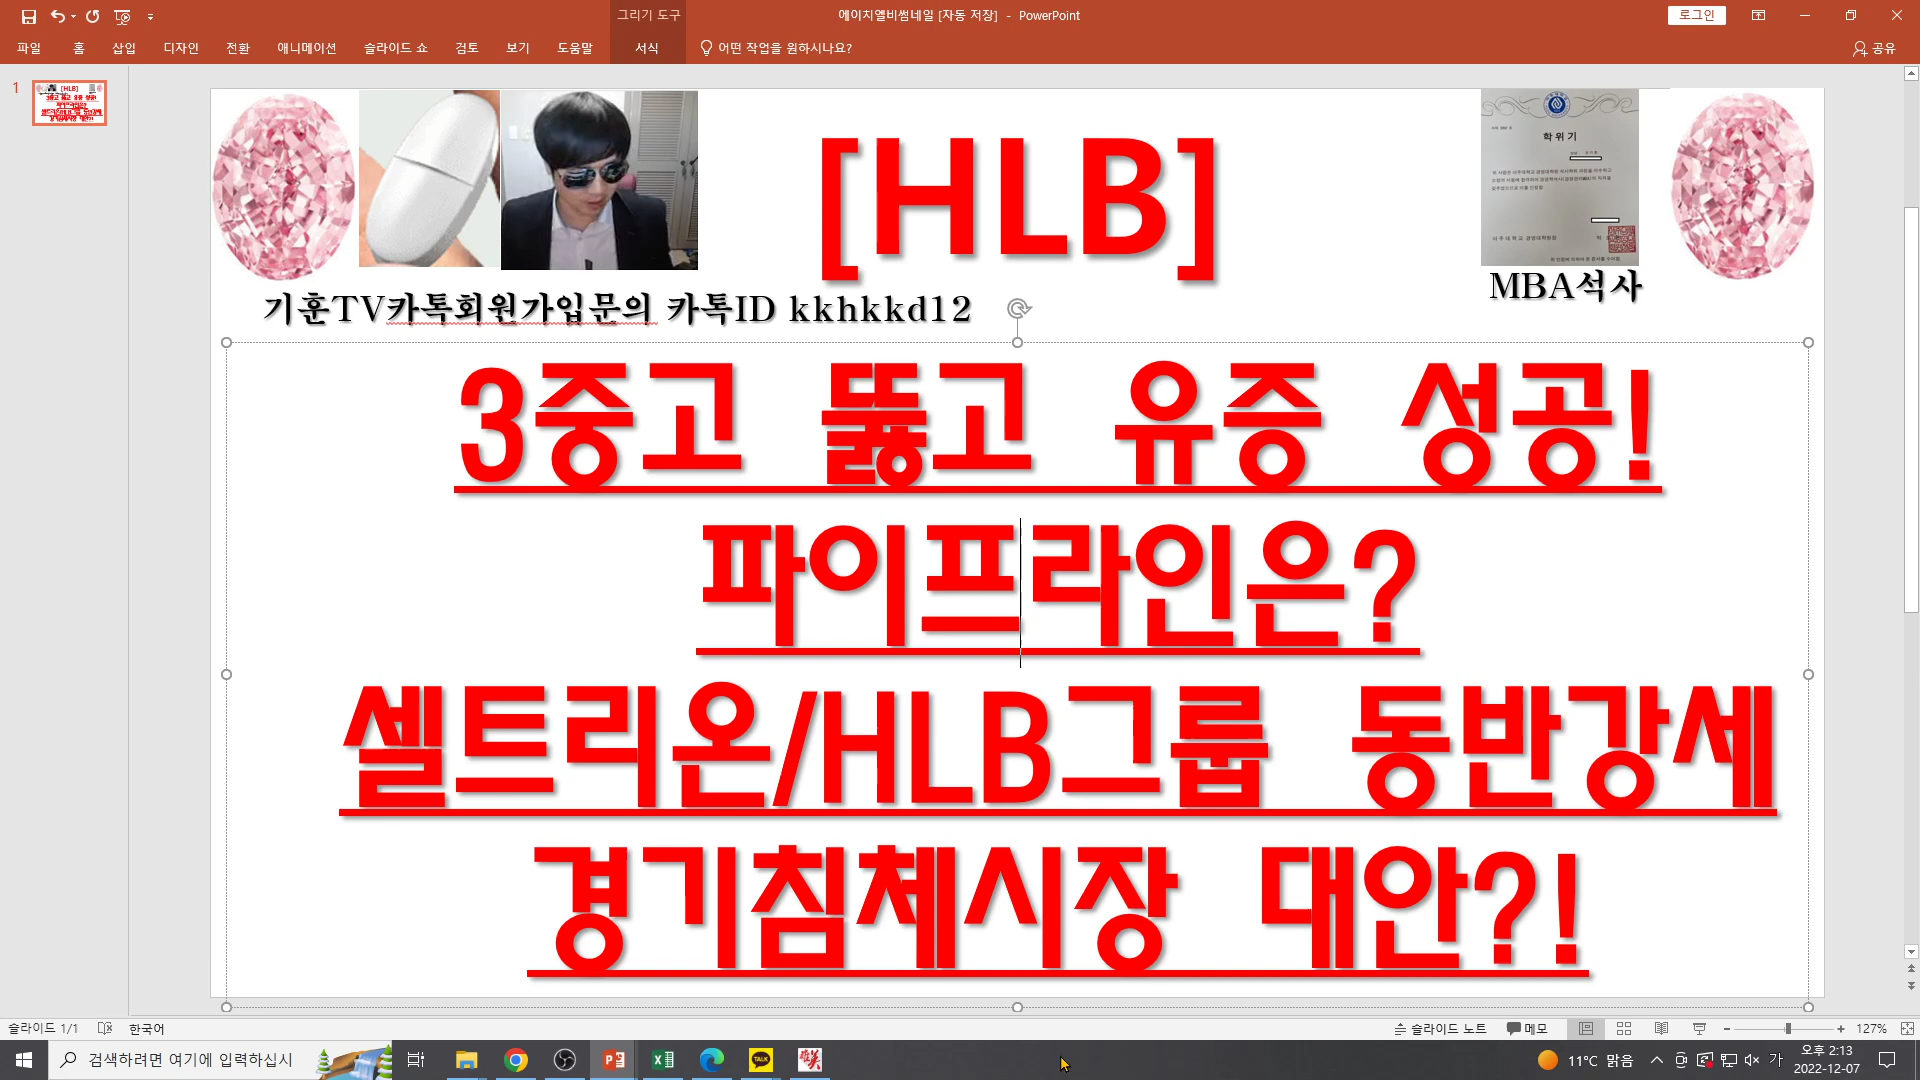 에이치엘비썸네일 [자동 저장] - PowerPoint
그리기 도구
로그인
파일 홈 삽입 디자인 전환 애니메이션 슬라이드 쇼 검토 보기 도움말 서식 어떤 작업을 원하시나요? 공유
1
[HLB]
학위기
MBA석사
기훈TV카톡회원가입문의 카톡ID kkhkkd12
3중고 뚫고 유증 성공!
파이프라인은?
셀트리온/HLB그룹 동반강세
경기침체시장 대안?!
슬라이드 1/1 한국어 슬라이드 노트 메모 127%
검색하려면 여기에 입력하십시
TALK
11°C 맑음
가
오후 2:13
2022-12-07